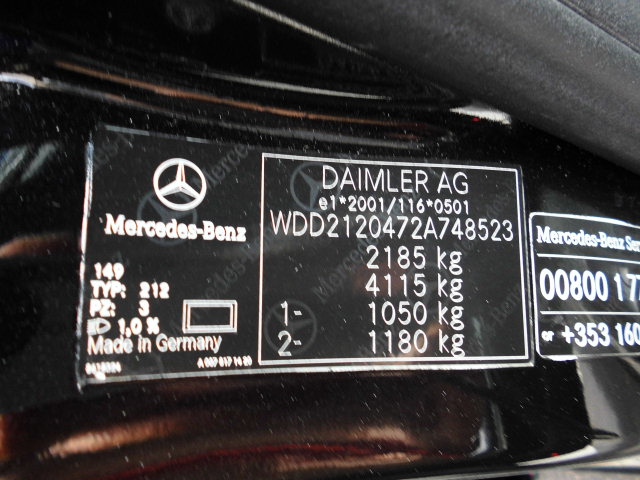 Mercedes-Benz
149
TYP: 212
PZ: 3
1,0 %
Made in Germany
DAIMLER AG
e1*2001/116*0501
WDD2120472A748523
2185 kg
4115 kg
1- 1050 kg
2- 1180 kg
Mercedes-Benz
00800
or +353 160